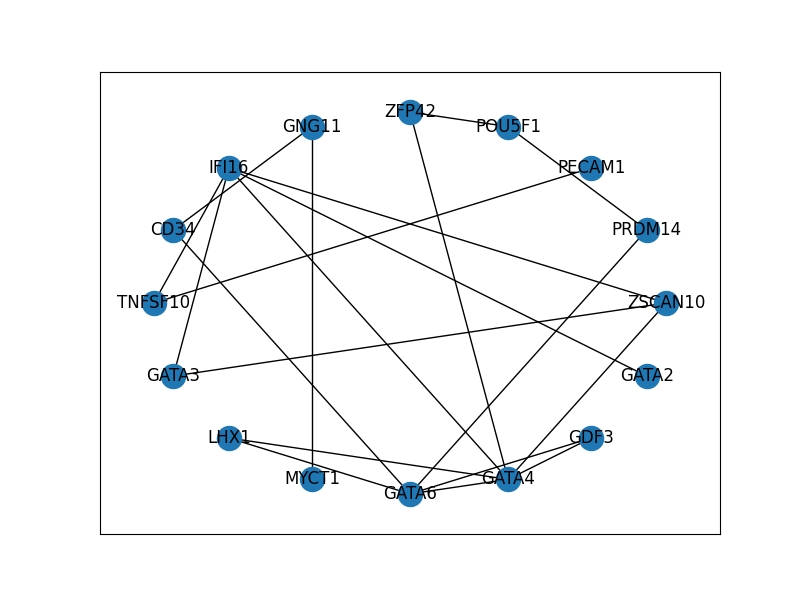 ZFP42
GNG11
POU5F1
IFI16
PECAM1
CD34
PRDM14
TNFSF10
ZSCAN10
GATA3
GATA2
LHX1
GDF3
MYCT1
GATA4
GATA6